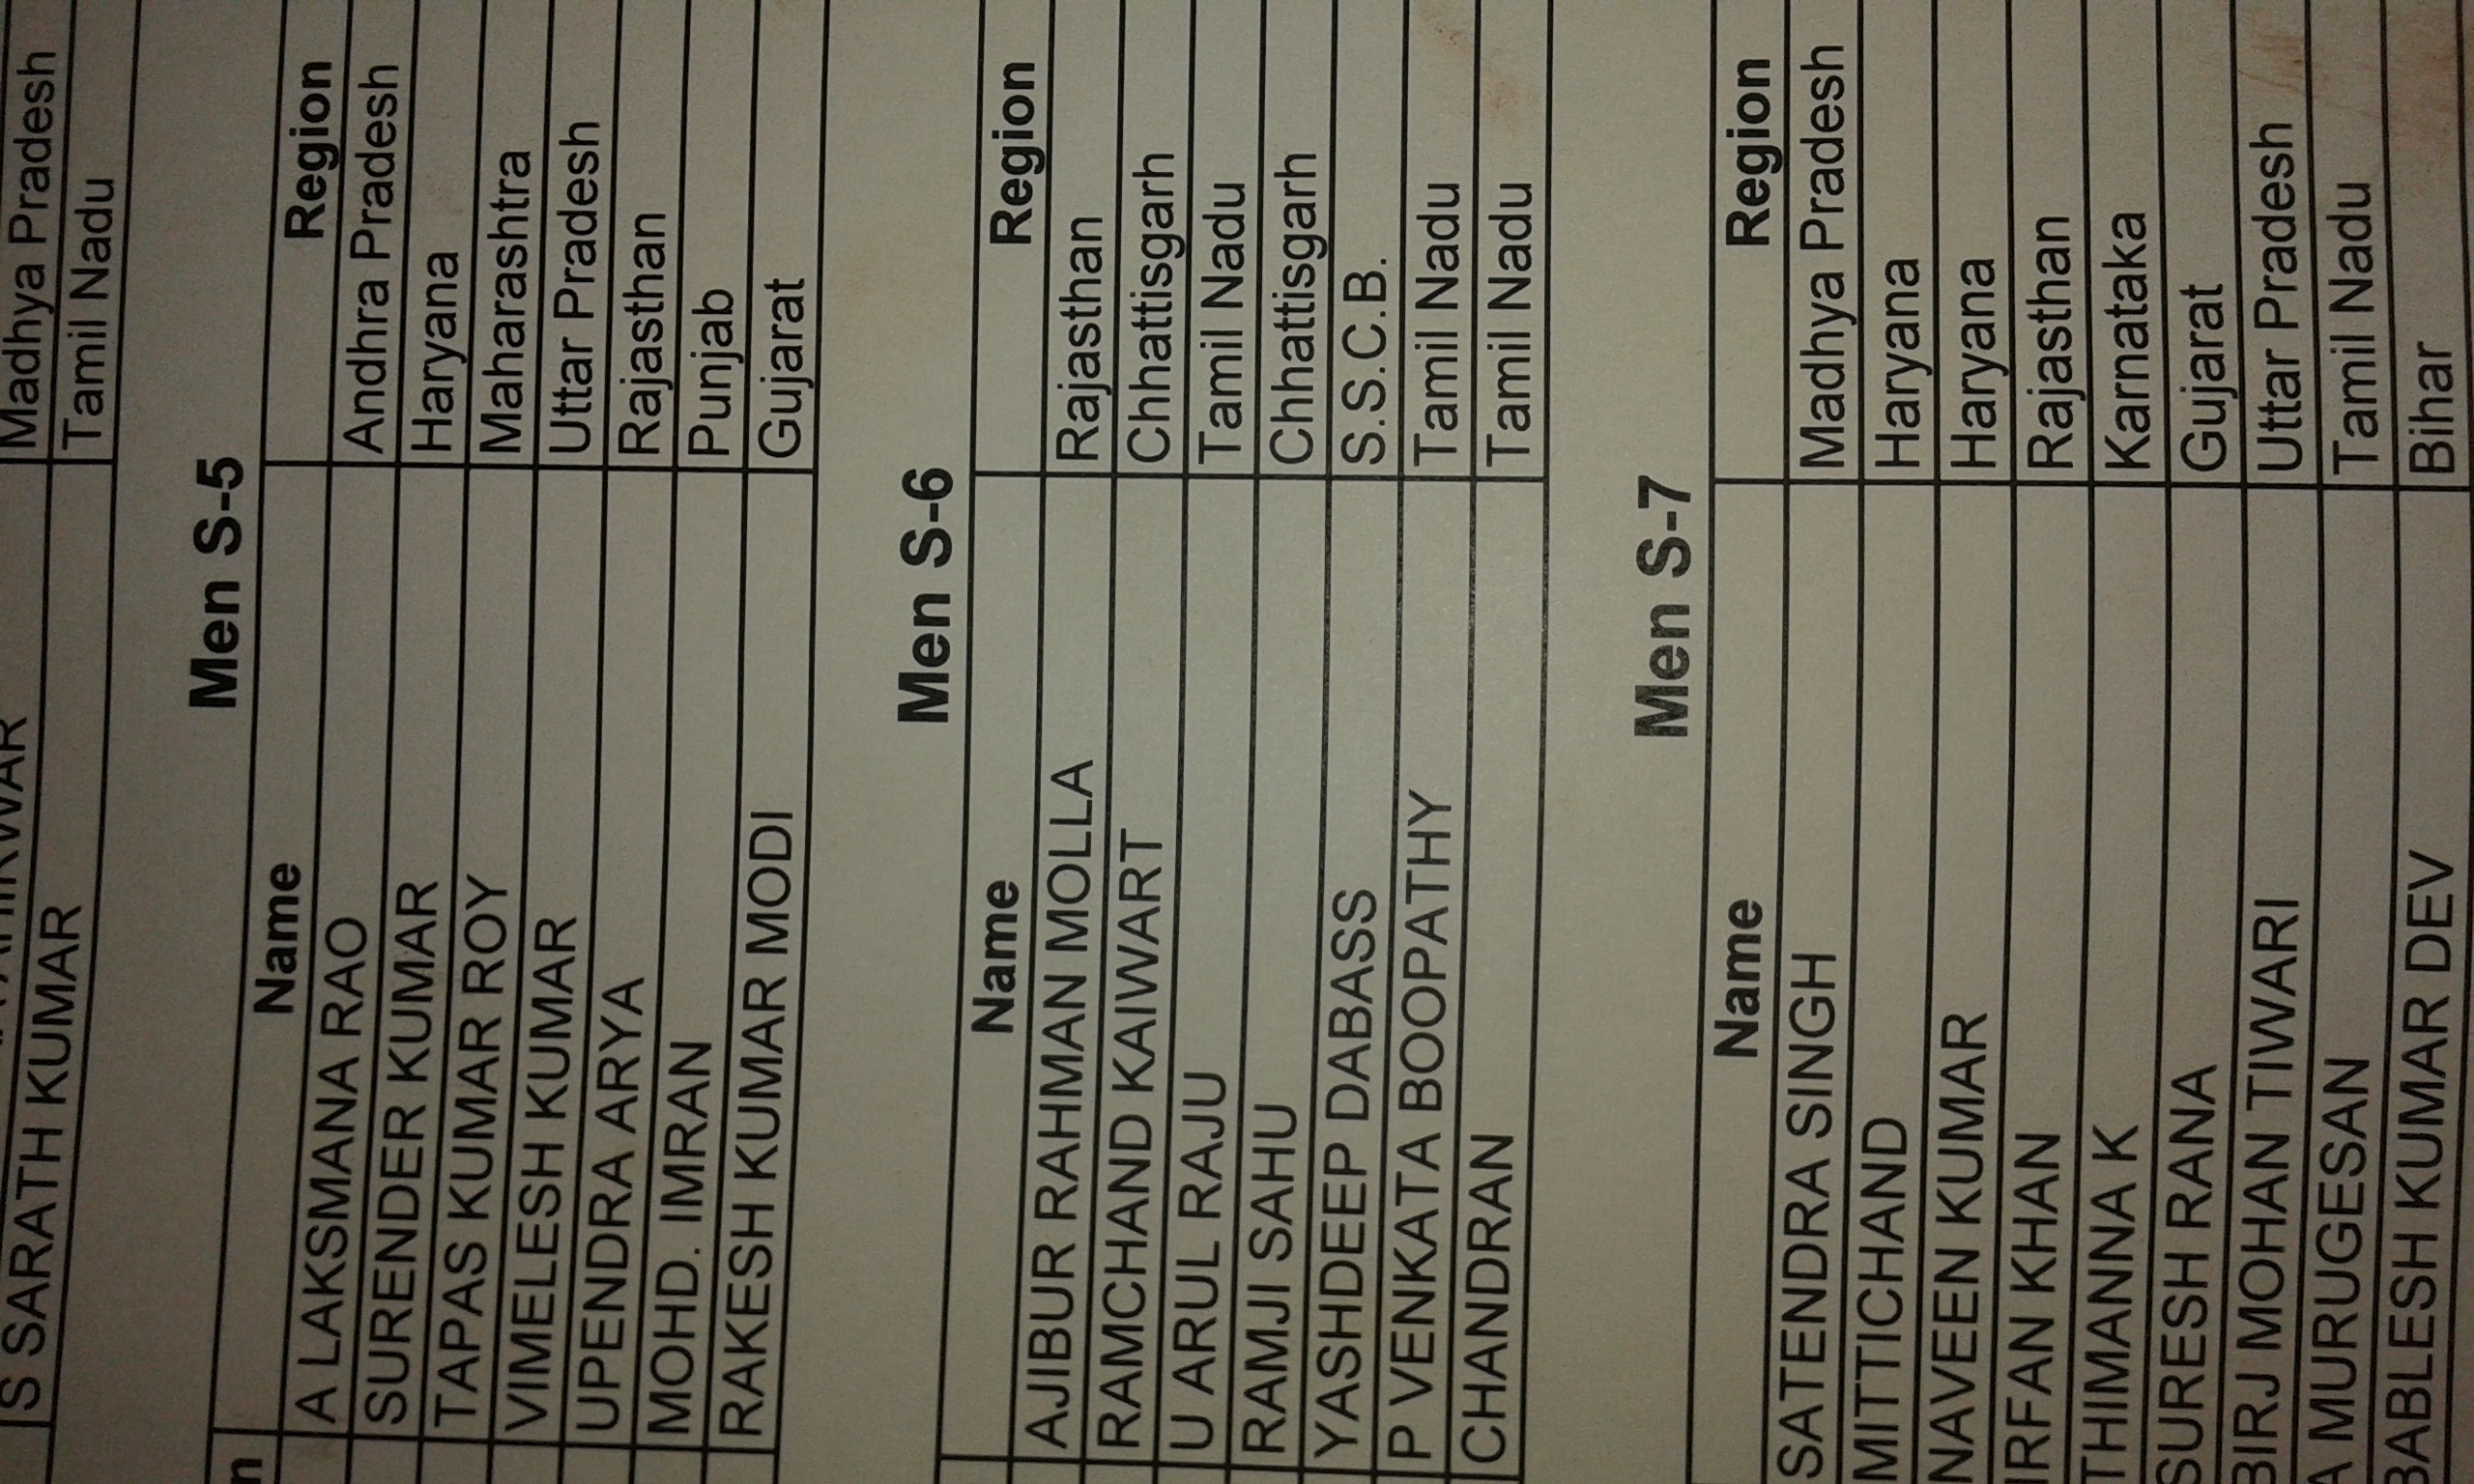 Madhya Pradesh
S SARATH KUMAR Tamil Nadu
Men S-5
Name Region
A LAKSMANA RAO Andhra Pradesh
SURENDER KUMAR Haryana
TAPAS KUMAR ROY Maharashtra
VIMELESH KUMAR Uttar Pradesh
UPENDRA ARYA Rajasthan
MOHD. IMRAN Punjab
RAKESH KUMAR MODI Gujarat
Men S-6
Name Region
AJIBUR RAHMAN MOLLA Rajasthan
RAMCHAND KAIWART Chhattisgarh
U ARUL RAJU Tamil Nadu
RAMJI SAHU Chhattisgarh
YASHDEEP DABASS S.S.C.B.
P VENKATA BOOPATHY Tamil Nadu
CHANDRAN Tamil Nadu
Men S-7
Name Region
SATENDRA SINGH Madhya Pradesh
MITTICHAND Haryana
NAVEEN KUMAR Haryana
IRFAN KHAN Rajasthan
THIMANNA K Karnataka
SURESH RANA Gujarat
BIRJ MOHAN TIWARI Uttar Pradesh
A MURUGESAN Tamil Nadu
BABLESH KUMAR DEV Bihar